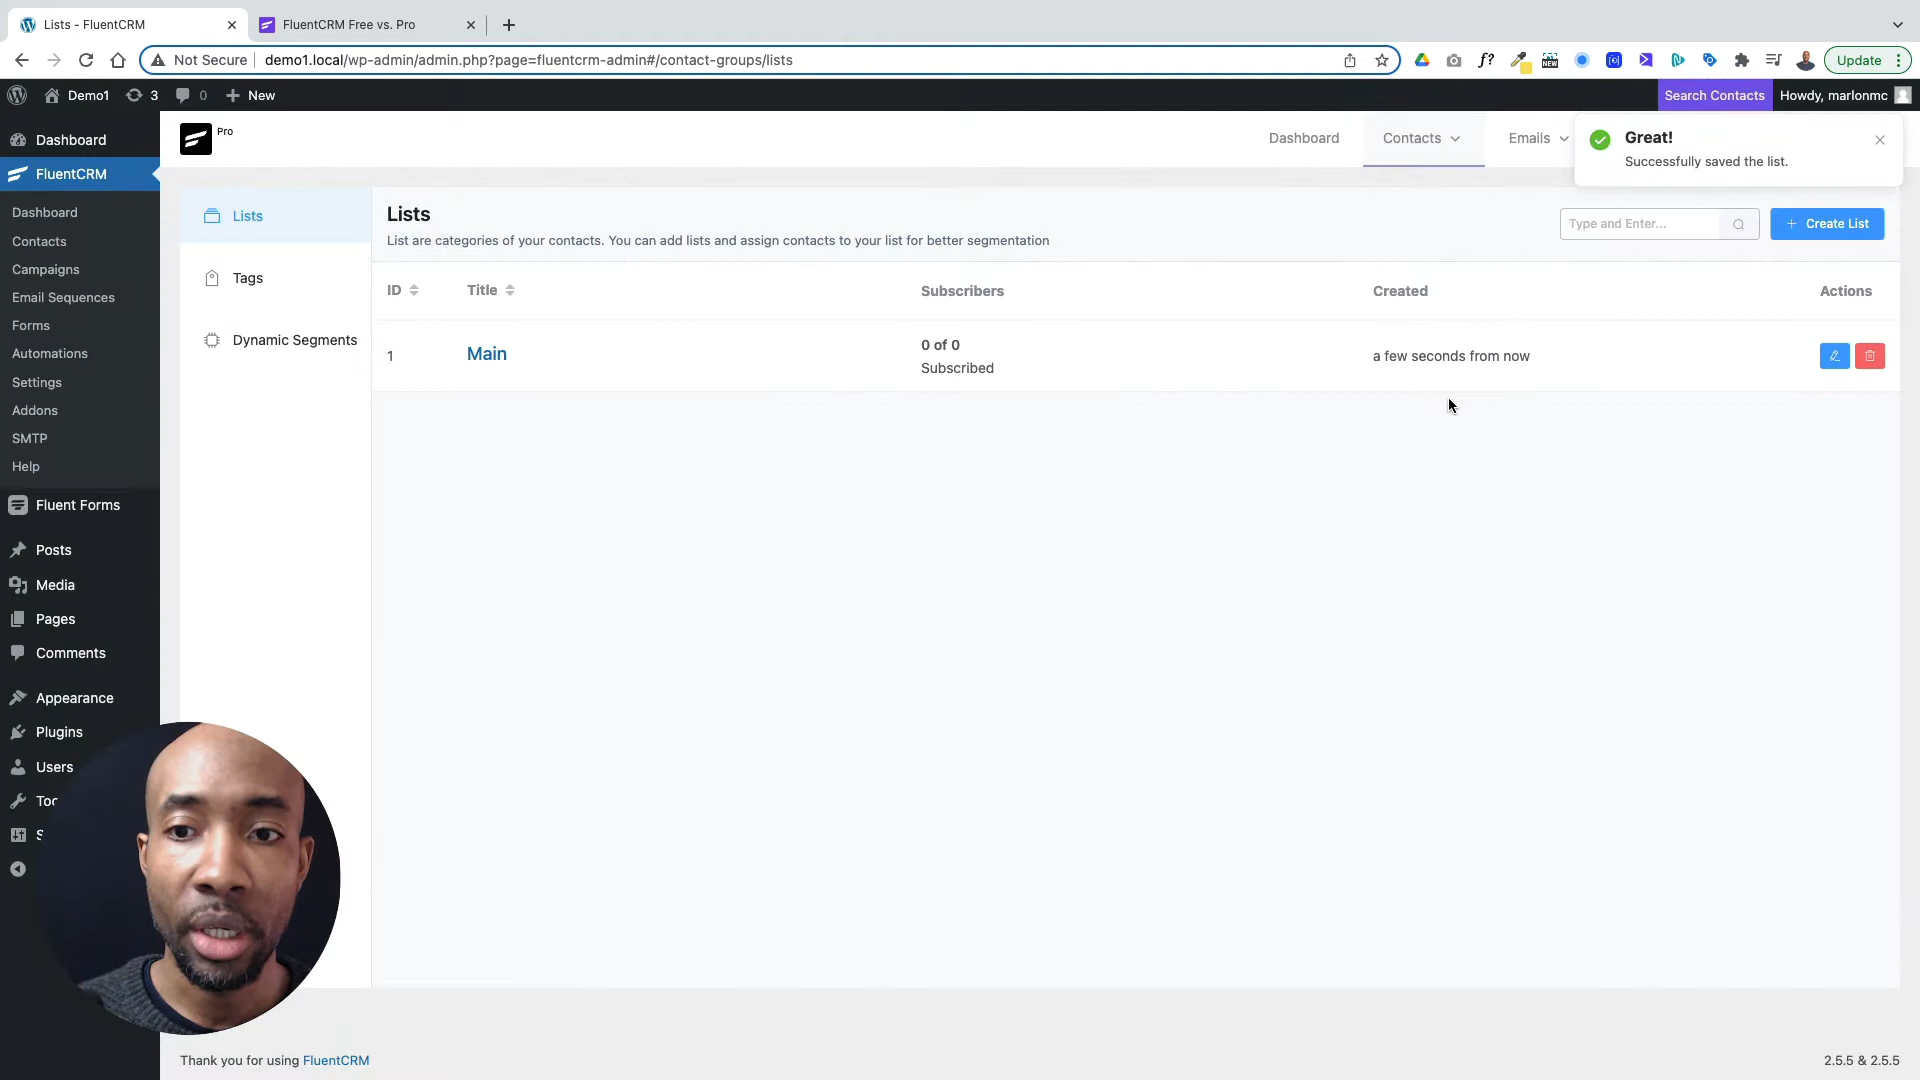 Lists - FluentCRM
FluentCRM Free vs. Pro
Not Secure
demo1.local/wp-admin/admin.php?page=fluentcrm-admin#/contact-groups/lists
f?
NEW
Update
Demo1
3
0
New
Search Contacts
Howdy, marlonmc
Dashboard
FluentCRM
Dashboard
Contacts
Campaigns
Email Sequences
Forms
Automations
Settings
Addons
SMTP
Help
Fluent Forms
Posts
Media
Pages
Comments
Appearance
Plugins
Users
Too
S
Pro
Dashboard
Contacts
Emails
Great!
Successfully saved the list.
Lists
Tags
Dynamic Segments
Lists
List are categories of your contacts. You can add lists and assign contacts to your list for better segmentation
Type and Enter...
Create List
ID
Title
Subscribers
Created
Actions
1
Main
0 of 0
Subscribed
a few seconds from now
Thank you for using FluentCRM
2.5.5 & 2.5.5